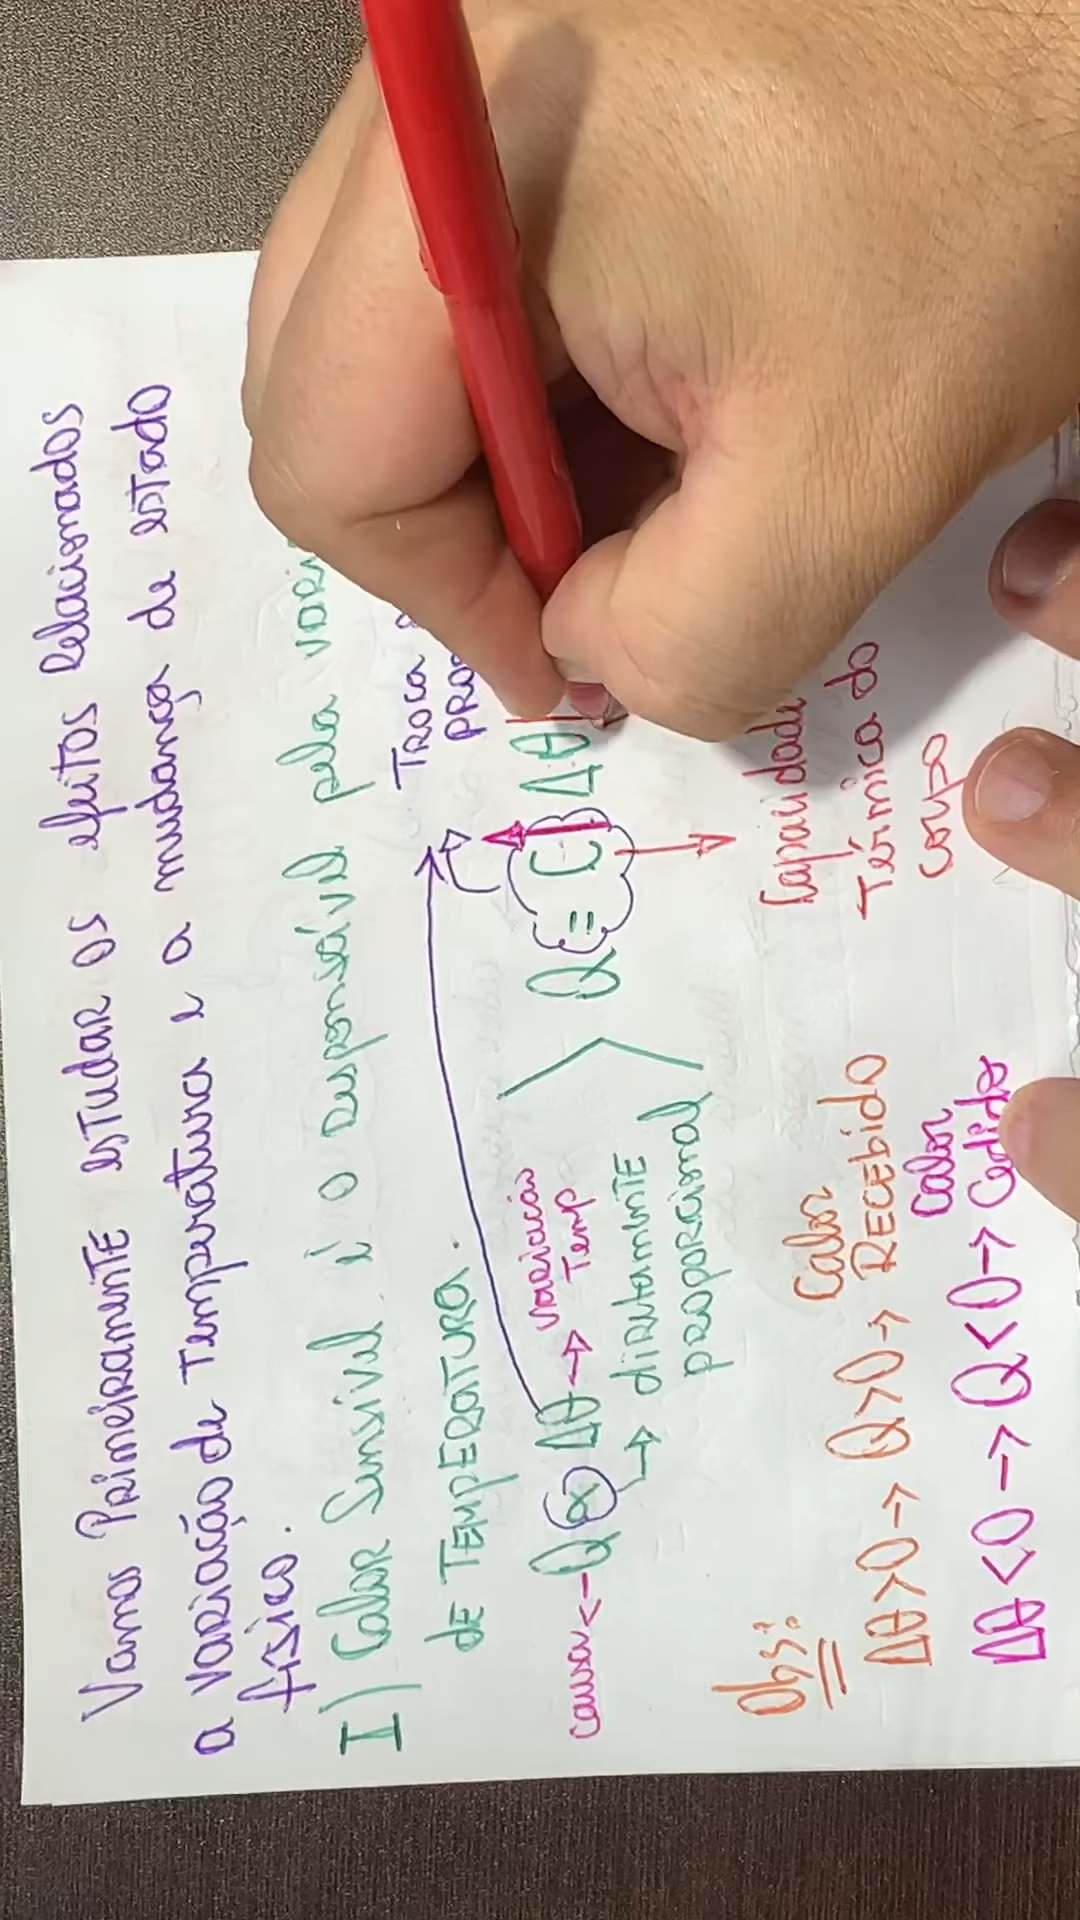 Vamos Primeiramente estudar os efeitos Relacionados
a variação de temperatura e a mudança de estado
físico.
I) Calor Sensível é o responsável pela
de TEMPERATURA.
Troca
causa <- Q α Δθ -> variação
Temp
-> diretamente
proporcional
Q = C Δθ
Capacidade
Térmica do
corpo
Obs:
Δθ>0 -> Q>0 -> Calor
RECEBIDO
Δθ<0 -> Q<0 -> Calor
Cedido